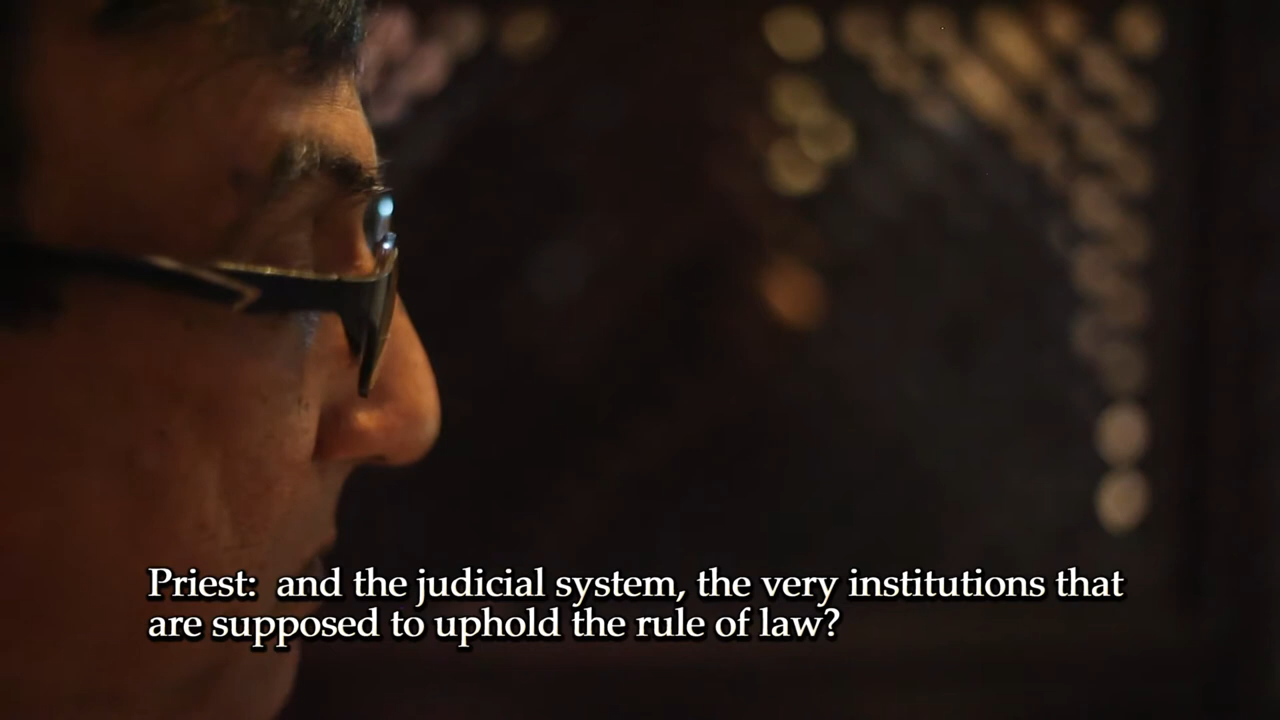 Priest:  and the judicial system, the very institutions that
are supposed to uphold the rule of law?